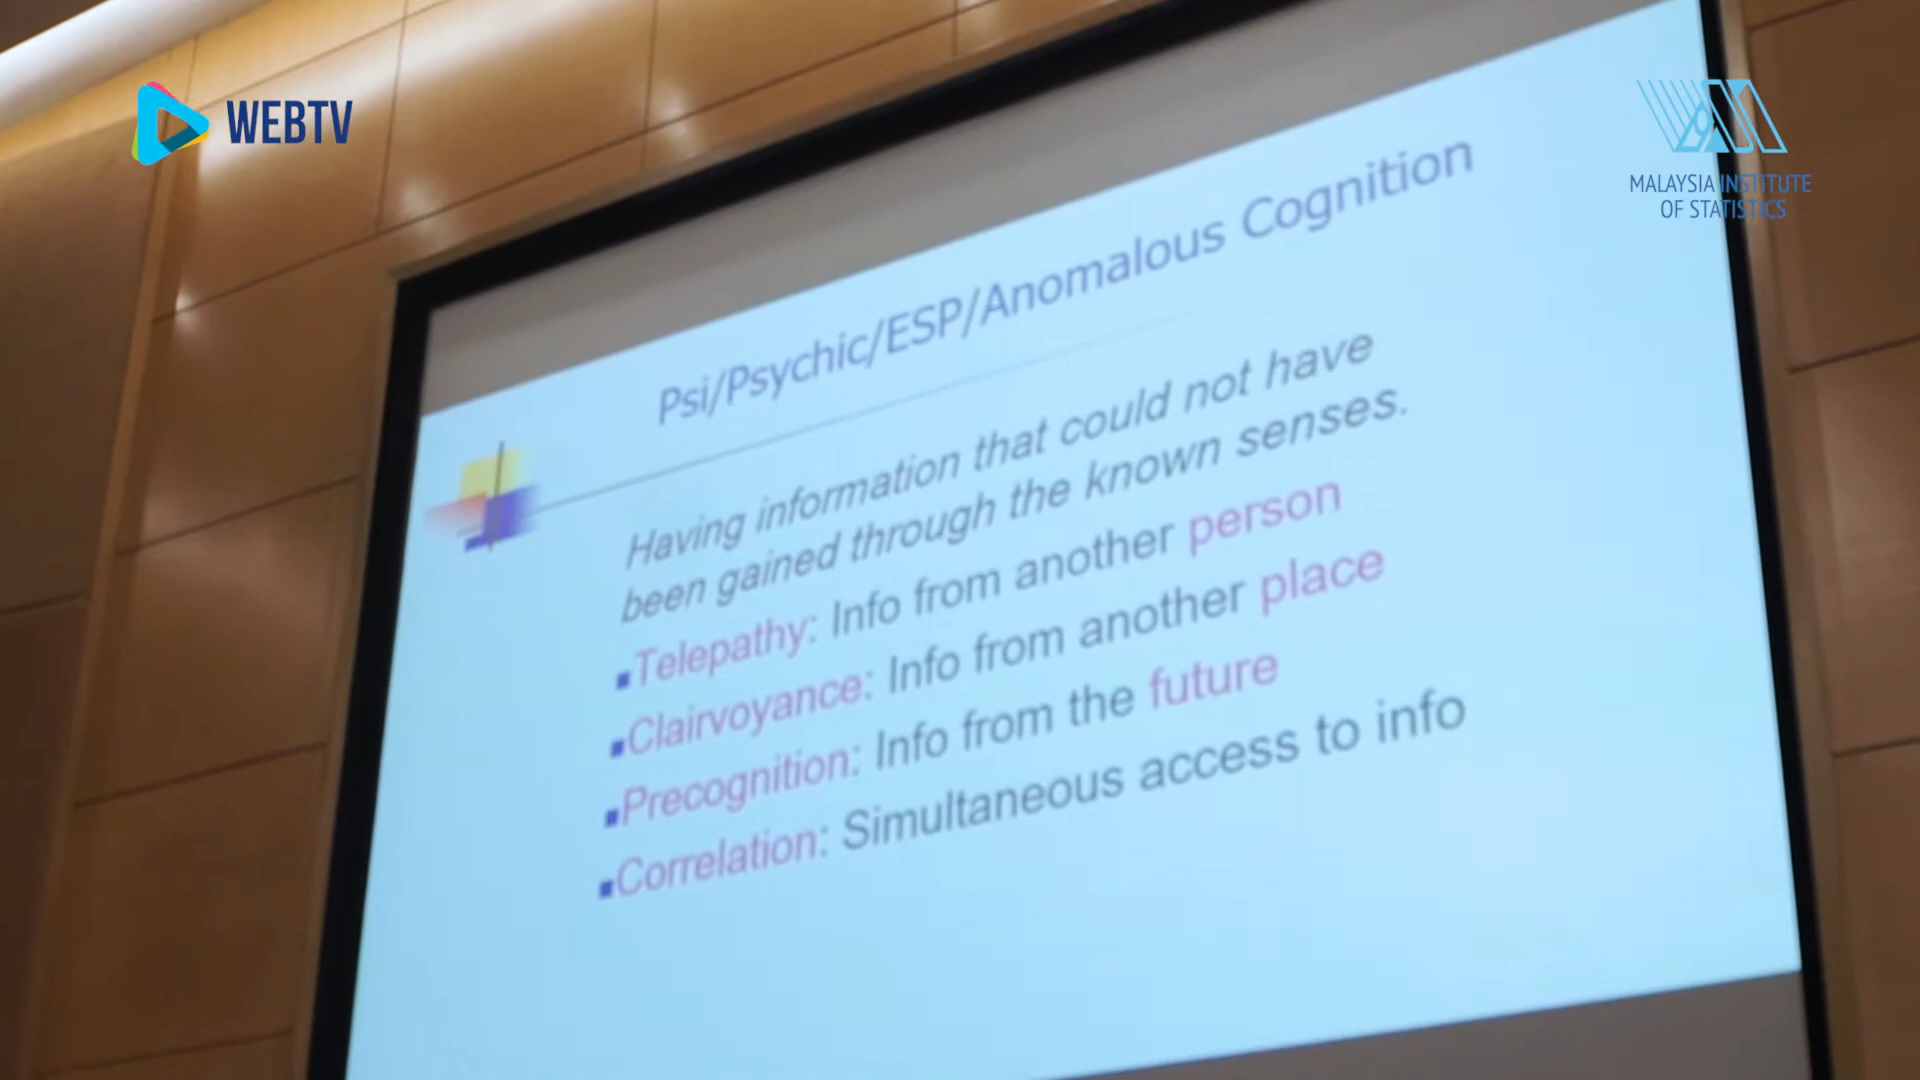 WEBTV
MALAYSIA INSTITUTE
OF STATISTICS
Psi/Psychic/ESP/Anomalous Cognition
Having information that could not have
been gained through the known senses.
Telepathy: Info from another person
Clairvoyance: Info from another place
Precognition: Info from the future
Correlation: Simultaneous access to info